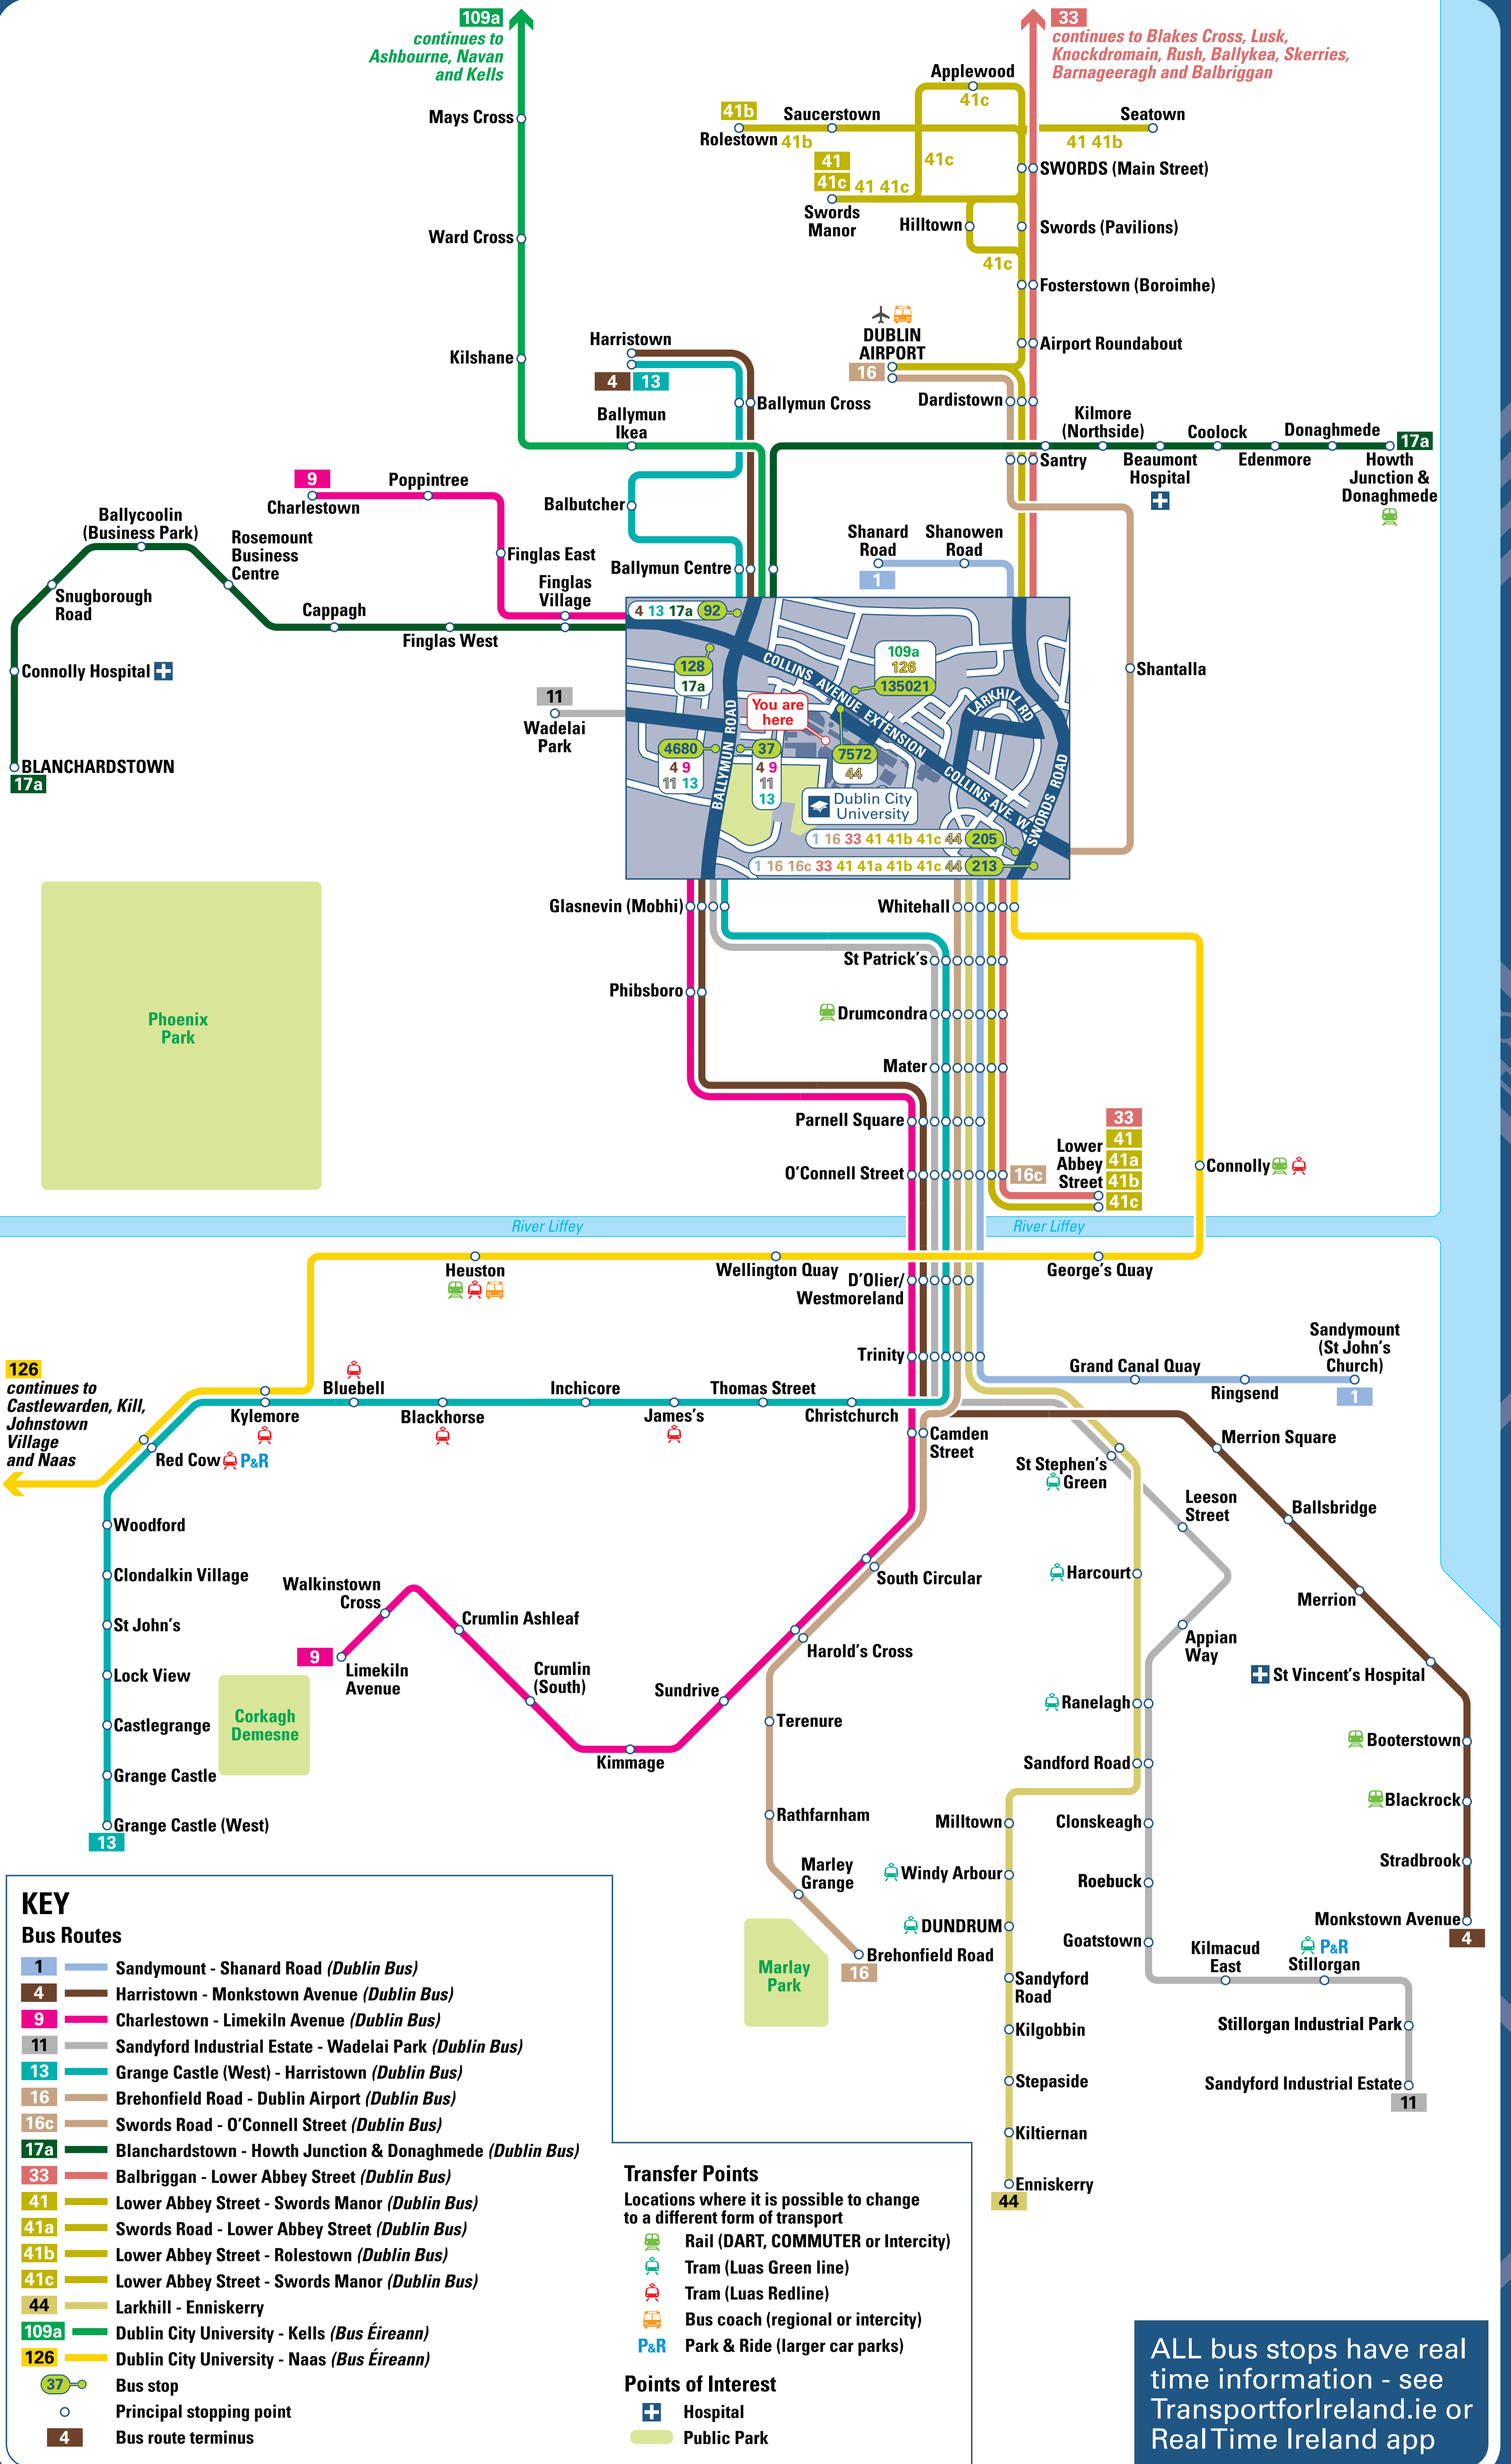 109a
continues to
Ashbourne, Navan
and Kells
33
continues to Blakes Cross, Lusk,
Knockdromain, Rush, Ballykea, Skerries,
Barnageeragh and Balbriggan
Applewood
41c
Mays Cross
41b
Saucerstown
Seatown
Rolestown
41b
41 41b
41
41c
41 41c
41c
SWORDS (Main Street)
Swords
Manor
Hilltown
Swords (Pavilions)
Ward Cross
41c
Fosterstown (Boroimhe)
DUBLIN
AIRPORT
16
Harristown
4
13
Airport Roundabout
Kilshane
Ballymun Cross
Dardistown
Ballymun
Ikea
Kilmore
(Northside)
Coolock
Donaghmede
17a
Santry
Beaumont
Hospital
Edenmore
Howth
Junction &
Donaghmede
9
Charlestown
Poppintree
Balbutcher
Ballycoolin
(Business Park)
Rosemount
Business
Centre
Finglas East
Shanard
Road
Shanowen
Road
1
Ballymun Centre
Snugborough
Road
Cappagh
Finglas
Village
Finglas West
4 13 17a 92
Connolly Hospital
128
17a
COLLINS AVENUE EXTENSION
109a
126
135021
LARKHILL RD
Shantalla
11
Wadelai
Park
You are
here
BALLYMUN ROAD
BLANCHARDSTOWN
17a
4680
4 9
11 13
37
4 9
11
13
7572
44
COLLINS AVE. W.
SWORDS ROAD
Dublin City
University
1 16 33 41 41b 41c 44 205
1 16 16c 33 41 41a 41b 41c 44 213
Glasnevin (Mobhi)
Whitehall
St Patrick's
Phibsboro
Drumcondra
Phoenix
Park
Mater
Parnell Square
O'Connell Street
16c
Lower
Abbey
Street
33
41
41a
41b
41c
Connolly
River Liffey
River Liffey
Heuston
Wellington Quay
D'Olier/
Westmoreland
George's Quay
Trinity
Sandymount
(St John's
Church)
Grand Canal Quay
Ringsend
1
126
continues to
Castlewarden, Kill,
Johnstown
Village
and Naas
Bluebell
Inchicore
Thomas Street
Kylemore
Blackhorse
James's
Christchurch
Red Cow
P&R
Camden
Street
St Stephen's
Green
Merrion Square
Woodford
Leeson
Street
Ballsbridge
Clondalkin Village
Walkinstown
Cross
South Circular
Harcourt
Merrion
St John's
Crumlin Ashleaf
Harold's Cross
Appian
Way
9
Limekiln
Avenue
Lock View
Crumlin
(South)
Sundrive
St Vincent's Hospital
Ranelagh
Castlegrange
Corkagh
Demesne
Terenure
Booterstown
Kimmage
Sandford Road
Grange Castle
Blackrock
Rathfarnham
Milltown
Clonskeagh
Grange Castle (West)
13
Marley
Grange
Windy Arbour
Roebuck
Stradbrook
DUNDRUM
Goatstown
Monkstown Avenue
4
Brehonfield Road
16
Marlay
Park
Kilmacud
East
P&R
Stillorgan
Sandyford
Road
Stillorgan Industrial Park
Kilgobbin
Stepaside
Sandyford Industrial Estate
11
Kiltiernan
Enniskerry
44
KEY
Bus Routes
1 Sandymount - Shanard Road (Dublin Bus)
4 Harristown - Monkstown Avenue (Dublin Bus)
9 Charlestown - Limekiln Avenue (Dublin Bus)
11 Sandyford Industrial Estate - Wadelai Park (Dublin Bus)
13 Grange Castle (West) - Harristown (Dublin Bus)
16 Brehonfield Road - Dublin Airport (Dublin Bus)
16c Swords Road - O'Connell Street (Dublin Bus)
17a Blanchardstown - Howth Junction & Donaghmede (Dublin Bus)
33 Balbriggan - Lower Abbey Street (Dublin Bus)
41 Lower Abbey Street - Swords Manor (Dublin Bus)
41a Swords Road - Lower Abbey Street (Dublin Bus)
41b Lower Abbey Street - Rolestown (Dublin Bus)
41c Lower Abbey Street - Swords Manor (Dublin Bus)
44 Larkhill - Enniskerry
109a Dublin City University - Kells (Bus Éireann)
126 Dublin City University - Naas (Bus Éireann)
37 Bus stop
Principal stopping point
4 Bus route terminus
Transfer Points
Locations where it is possible to change
to a different form of transport
Rail (DART, COMMUTER or Intercity)
Tram (Luas Green line)
Tram (Luas Redline)
Bus coach (regional or intercity)
P&R Park & Ride (larger car parks)
Points of Interest
Hospital
Public Park
ALL bus stops have real
time information - see
TransportforIreland.ie or
Real Time Ireland app